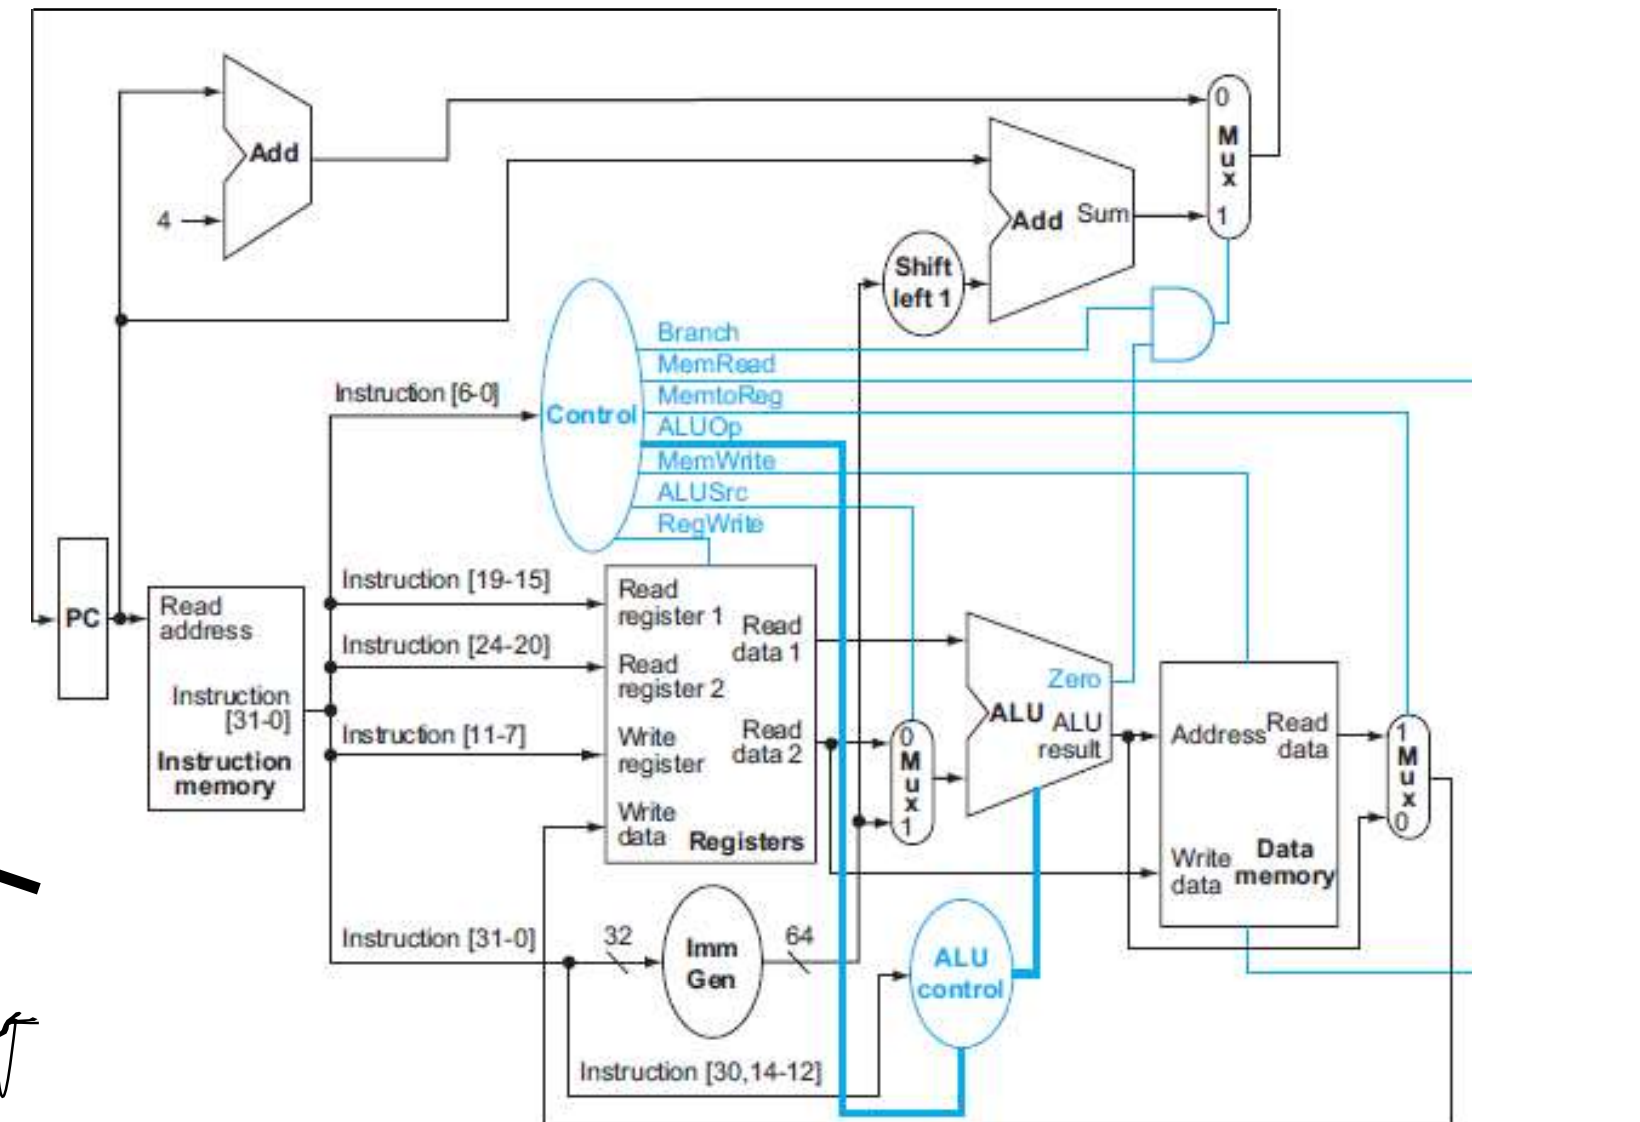 Add
4
0
M
u
x
1
Add Sum
Shift
left 1
Branch
MemRead
MemtoReg
ALUOp
MemWrite
ALUSrc
RegWrite
Control
Instruction [6-0]
PC
Read
address
Instruction
[31-0]
Instruction
memory
Instruction [19-15]
Instruction [24-20]
Instruction [11-7]
Instruction [31-0]
Read
register 1
Read
register 2
Write
register
Write
data
Read
data 1
Read
data 2
Registers
0
M
u
x
1
Zero
ALU
ALU
result
Address
Read
data
Write
data
Data
memory
1
M
u
x
0
32
Imm
Gen
64
ALU
control
Instruction [30,14-12]